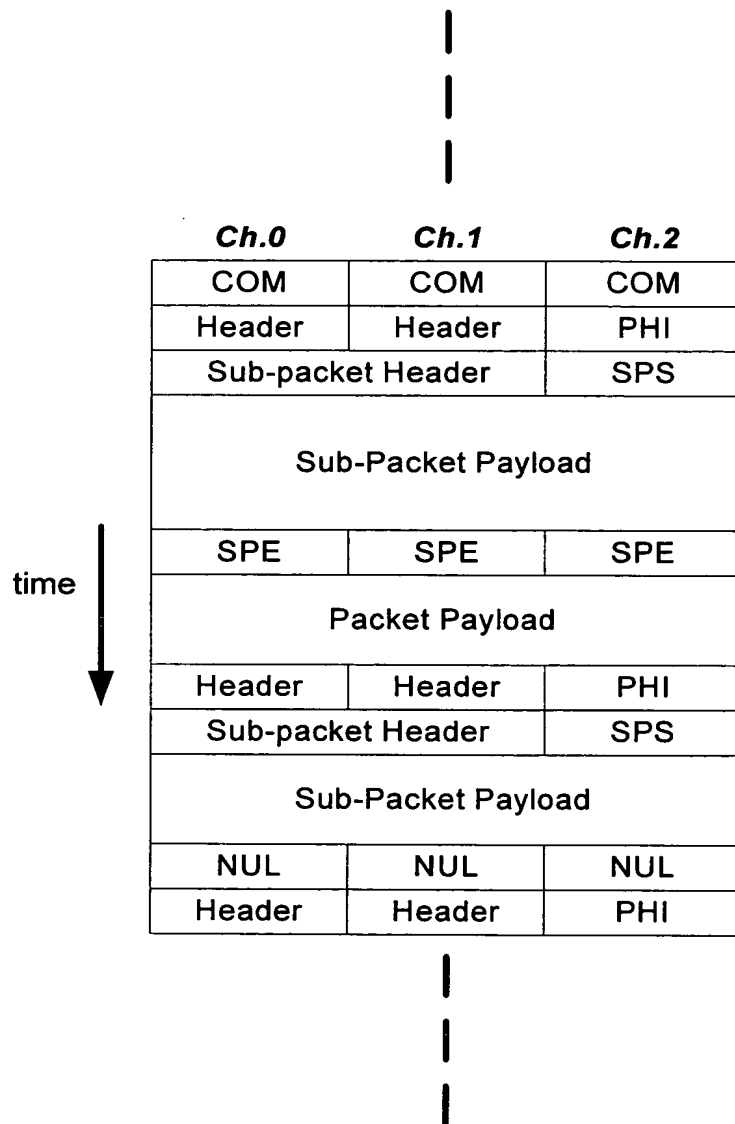 Ch.0 Ch.1 Ch.2
COM COM COM
Header Header PHI
Sub-packet Header SPS
Sub-Packet Payload
SPE SPE SPE
time
Packet Payload
Header Header PHI
Sub-packet Header SPS
Sub-Packet Payload
NUL NUL NUL
Header Header PHI